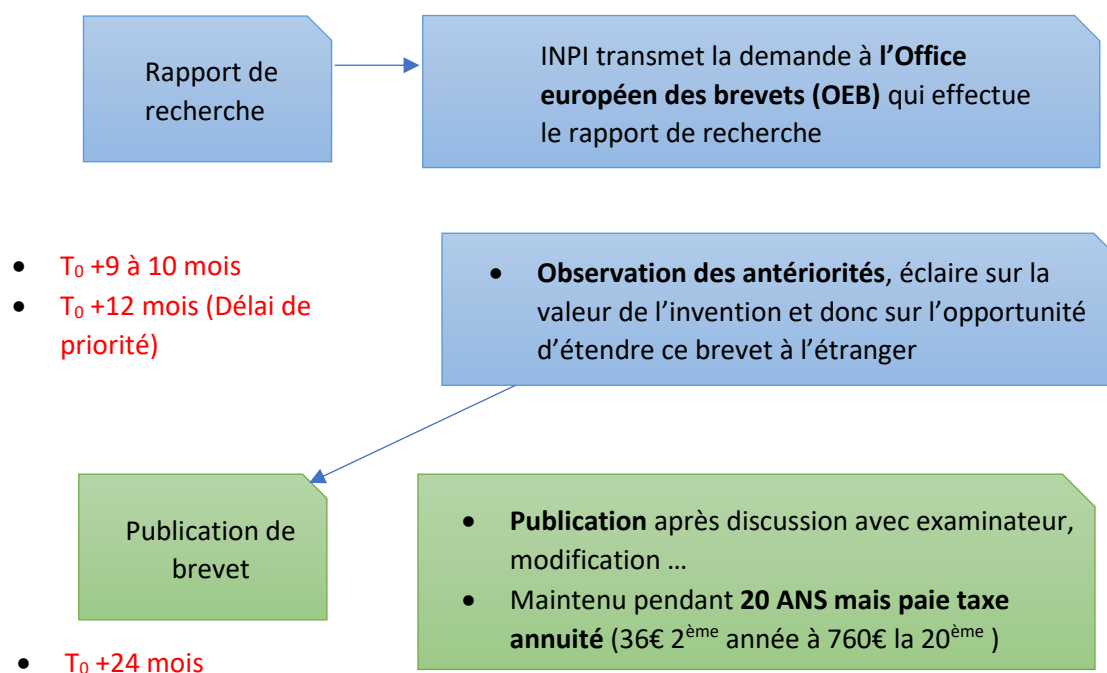 Rapport de
recherche
INPI transmet la demande à l’Office
européen des brevets (OEB) qui effectue
le rapport de recherche
• T₀ +9 à 10 mois
• T₀ +12 mois (Délai de
priorité)
• Observation des antériorités, éclaire sur la
valeur de l’invention et donc sur l’opportunité
d’étendre ce brevet à l’étranger
Publication de
brevet
• Publication après discussion avec examinateur,
modification …
• Maintenu pendant 20 ANS mais paie taxe
annuité (36€ 2ème année à 760€ la 20ème )
• T₀ +24 mois